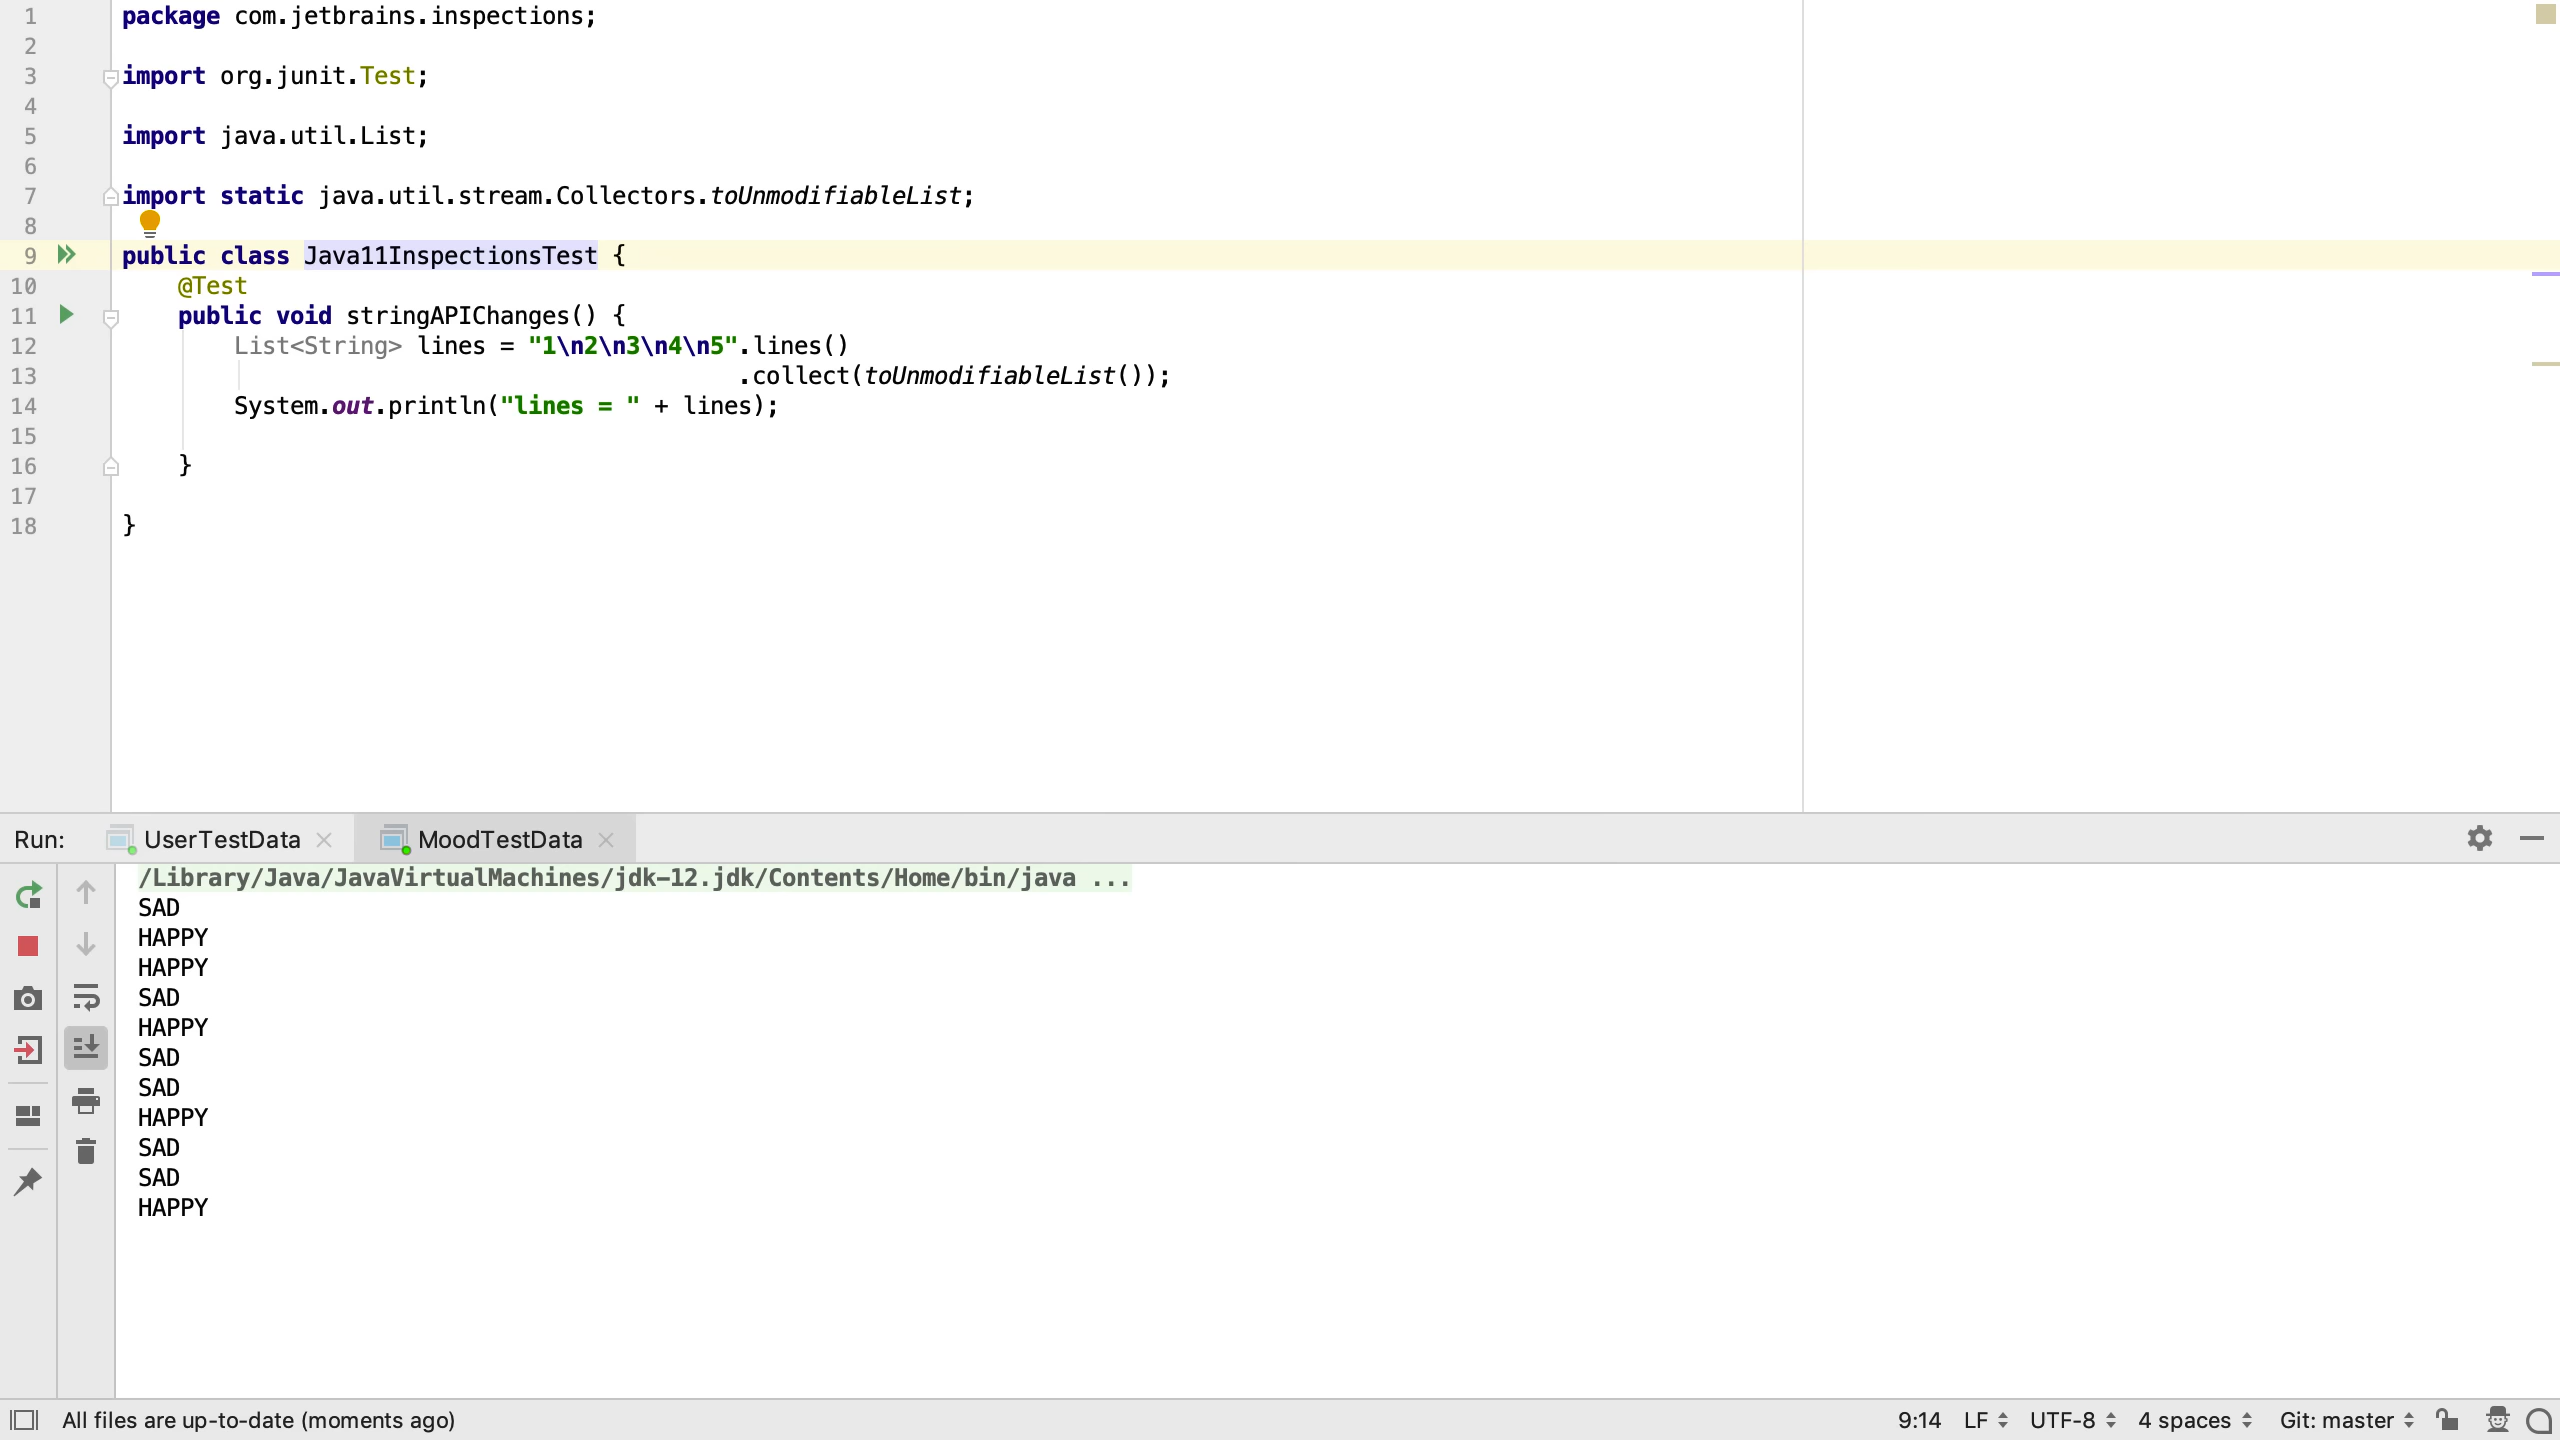 1 package com.jetbrains.inspections;
2
3 import org.junit.Test;
4
5 import java.util.List;
6
7 import static java.util.stream.Collectors.toUnmodifiableList;
8
9 public class Java11InspectionsTest {
10 @Test
11 public void stringAPIChanges() {
12 List<String> lines = "1\n2\n3\n4\n5".lines()
13 .collect(toUnmodifiableList());
14 System.out.println("lines = " + lines);
15
16 }
17
18 }
Run: UserTestData MoodTestData
/Library/Java/JavaVirtualMachines/jdk-12.jdk/Contents/Home/bin/java ...
SAD
HAPPY
HAPPY
SAD
HAPPY
SAD
SAD
HAPPY
SAD
SAD
HAPPY
All files are up-to-date (moments ago) 9:14 LF UTF-8 4 spaces Git: master